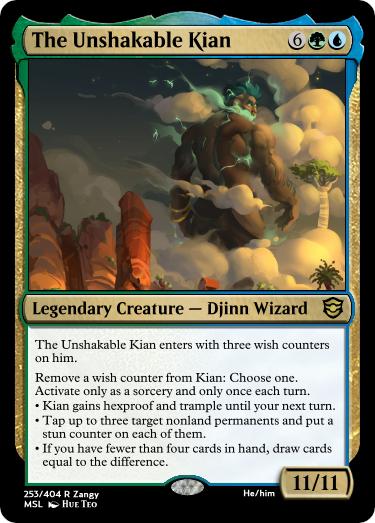 The Unshakable Kian 6
Legendary Creature — Djinn Wizard
The Unshakable Kian enters with three wish counters
on him.
Remove a wish counter from Kian: Choose one.
Activate only as a sorcery and only once each turn.
• Kian gains hexproof and trample until your next turn.
• Tap up to three target nonland permanents and put a
stun counter on each of them.
• If you have fewer than four cards in hand, draw cards
equal to the difference.
11/11
253/404 R Zangy He/him
MSL Hue Teo